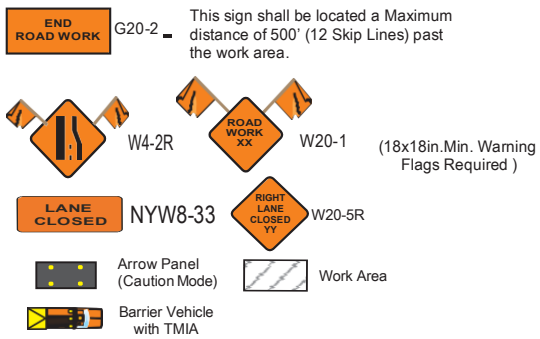 END
ROAD WORK
G20-2
This sign shall be located a Maximum
distance of 500' (12 Skip Lines) past
the work area.
W4-2R
ROAD
WORK
XX
W20-1
(18x18in.Min. Warning
Flags Required )
LANE
CLOSED
NYW8-33
RIGHT
LANE
CLOSED
YY
W20-5R
Arrow Panel
(Caution Mode)
Work Area
Barrier Vehicle
with TMIA